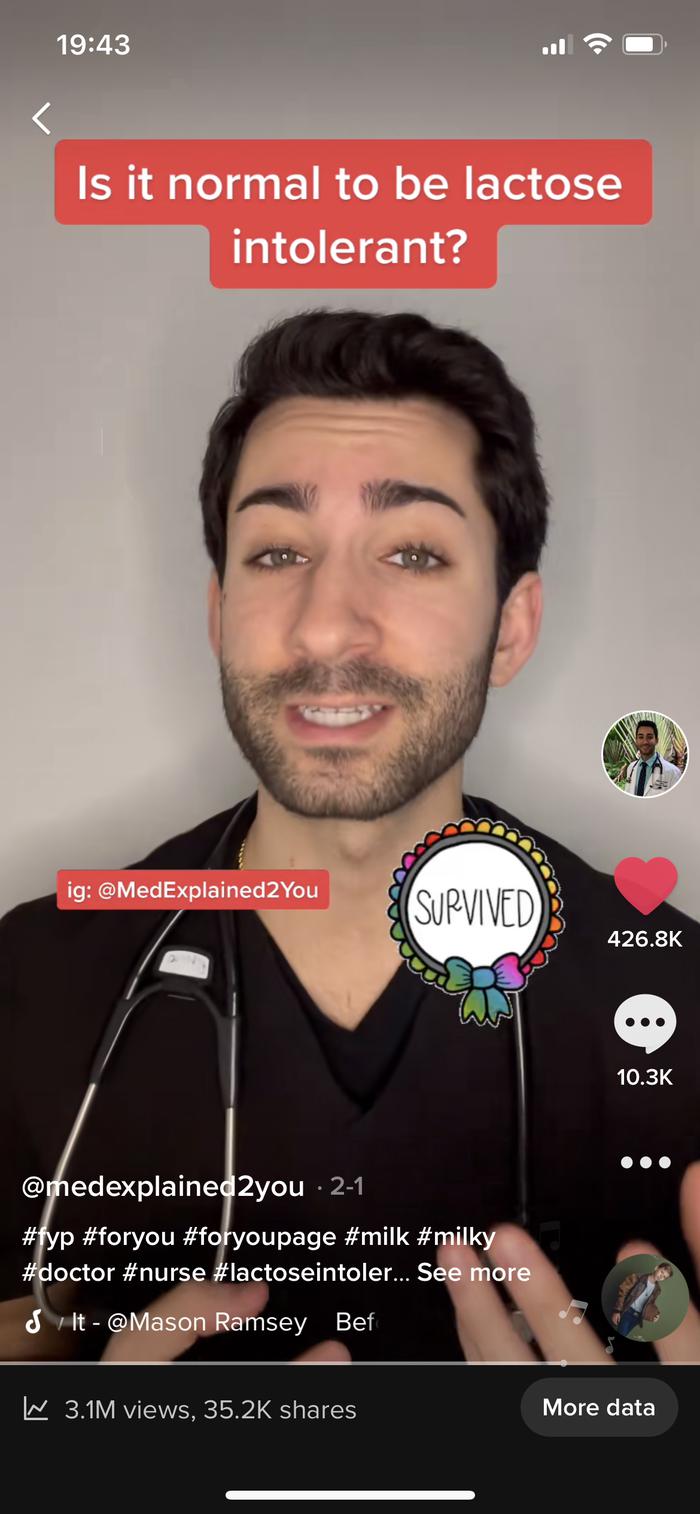 19:43
Is it normal to be lactose
intolerant?
ig: @MedExplained2You
SURVIVED
426.8K
10.3K
@medexplained2you · 2-1
#fyp #foryou #foryoupage #milk #milky
#doctor #nurse #lactoseintoler... See more
It - @Mason Ramsey Bef
3.1M views, 35.2K shares
More data